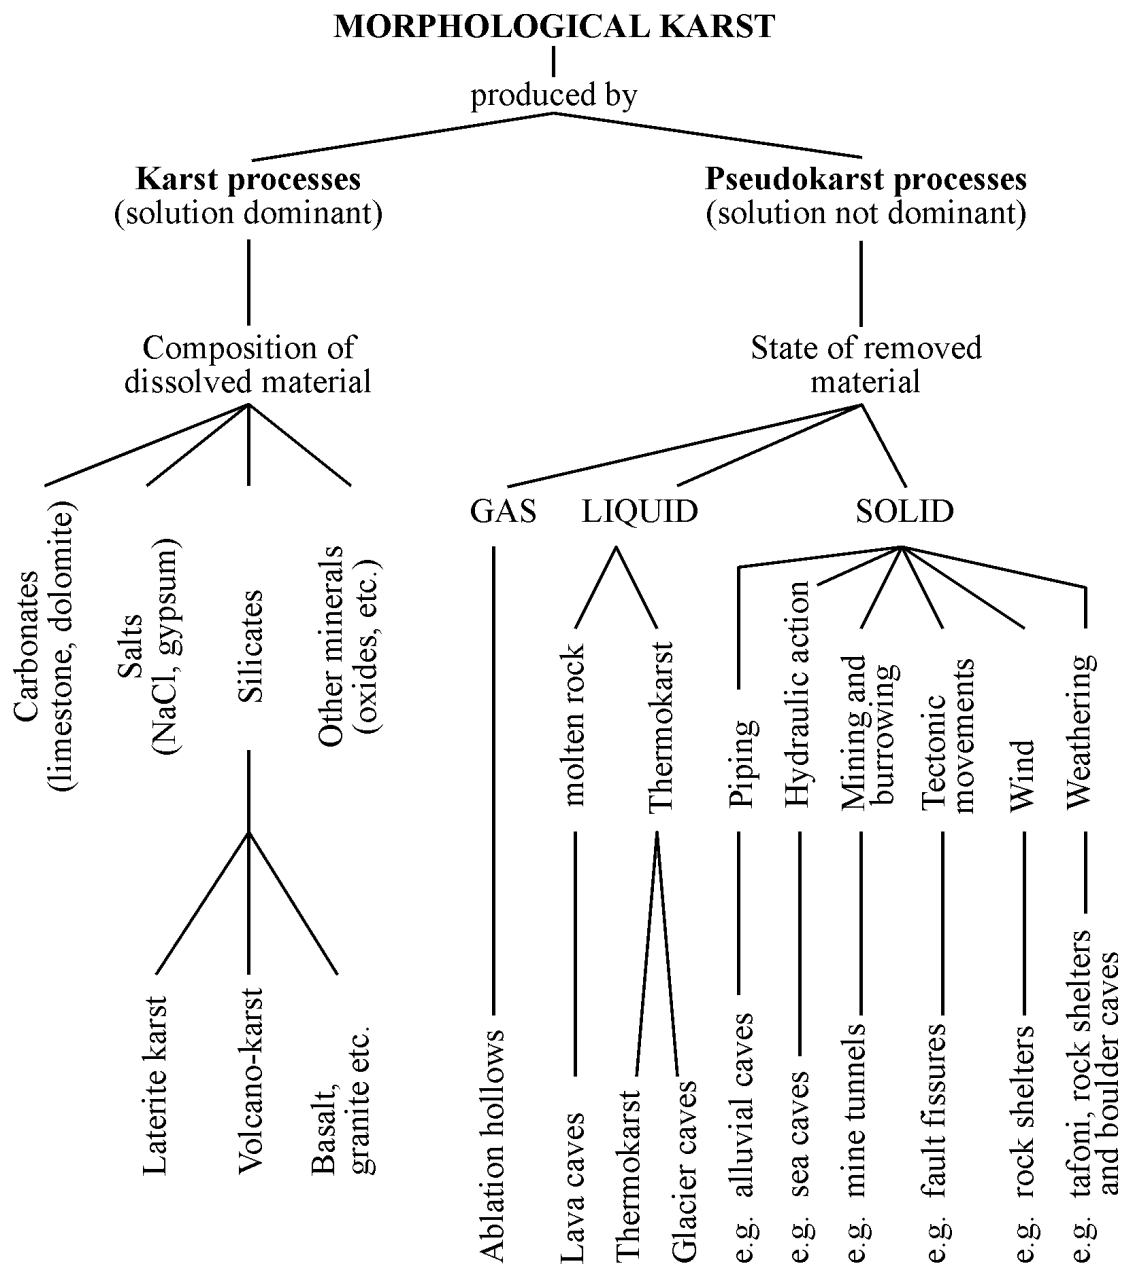 MORPHOLOGICAL KARST
produced by
Karst processes
(solution dominant)
Pseudokarst processes
(solution not dominant)
Composition of
dissolved material
State of removed
material
Carbonates
(limestone, dolomite)
Salts
(NaCl, gypsum)
Silicates
Other minerals
(oxides, etc.)
Laterite karst
Volcano-karst
Basalt,
granite etc.
GAS
LIQUID
SOLID
molten rock
Thermokarst
Piping
Hydraulic action
Mining and
burrowing
Tectonic
movements
Wind
Weathering
Ablation hollows
Lava caves
Thermokarst
Glacier caves
e.g. alluvial caves
e.g. sea caves
e.g. mine tunnels
e.g. fault fissures
e.g. rock shelters
e.g. tafoni, rock shelters
and boulder caves